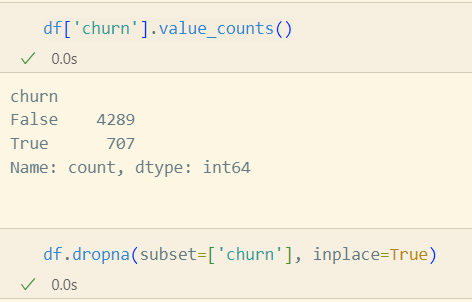 df['churn'].value_counts()
✓ 0.0s
churn
False    4289
True      707
Name: count, dtype: int64
df.dropna(subset=['churn'], inplace=True)
✓ 0.0s